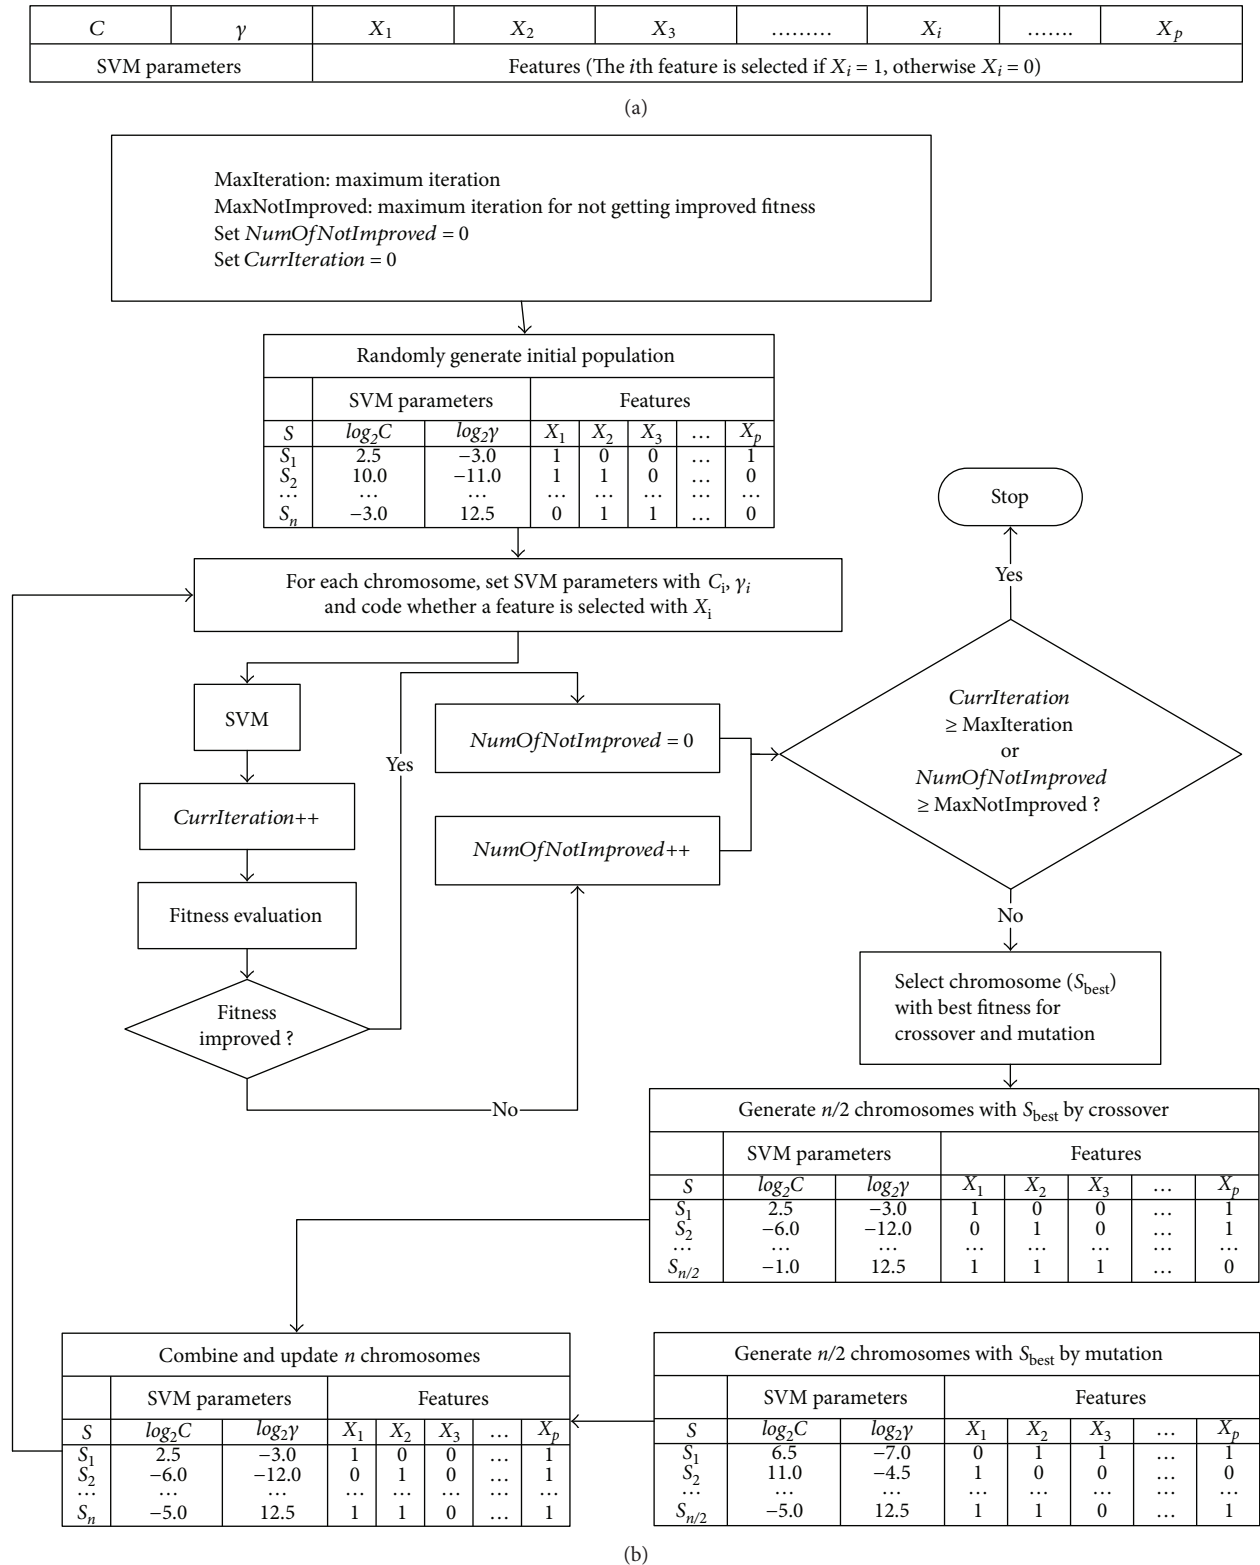 C γ X1 X2 X3 ......... Xi ....... Xp
SVM parameters Features (The ith feature is selected if Xi = 1, otherwise Xi = 0)
(a)
MaxIteration: maximum iteration
MaxNotImproved: maximum iteration for not getting improved fitness
Set NumOfNotImproved = 0
Set CurrIteration = 0
Randomly generate initial population
SVM parameters Features
S log2C log2γ X1 X2 X3 ... Xp
S1 2.5 −3.0 1 0 0 ... 1
S2 10.0 −11.0 1 1 0 ... 0
... ... ... ... ... ... ... ...
Sn −3.0 12.5 0 1 1 ... 0
For each chromosome, set SVM parameters with Ci, γi
and code whether a feature is selected with Xi
SVM
CurrIteration++
Fitness evaluation
Fitness
improved ?
Yes
No
NumOfNotImproved = 0
NumOfNotImproved++
CurrIteration
≥ MaxIteration
or
NumOfNotImproved
≥ MaxNotImproved ?
Yes
Stop
No
Select chromosome (Sbest)
with best fitness for
crossover and mutation
Generate n/2 chromosomes with Sbest by crossover
SVM parameters Features
S log2C log2γ X1 X2 X3 ... Xp
S1 2.5 −3.0 1 0 0 ... 1
S2 −6.0 −12.0 0 1 0 ... 1
... ... ... ... ... ... ... ...
Sn/2 −1.0 12.5 1 1 1 ... 0
Combine and update n chromosomes
SVM parameters Features
S log2C log2γ X1 X2 X3 ... Xp
S1 2.5 −3.0 1 0 0 ... 1
S2 −6.0 −12.0 0 1 0 ... 1
... ... ... ... ... ... ... ...
Sn −5.0 12.5 1 1 0 ... 1
Generate n/2 chromosomes with Sbest by mutation
SVM parameters Features
S log2C log2γ X1 X2 X3 ... Xp
S1 6.5 −7.0 0 1 1 ... 1
S2 11.0 −4.5 1 0 0 ... 0
... ... ... ... ... ... ... ...
Sn/2 −5.0 12.5 1 1 0 ... 1
(b)